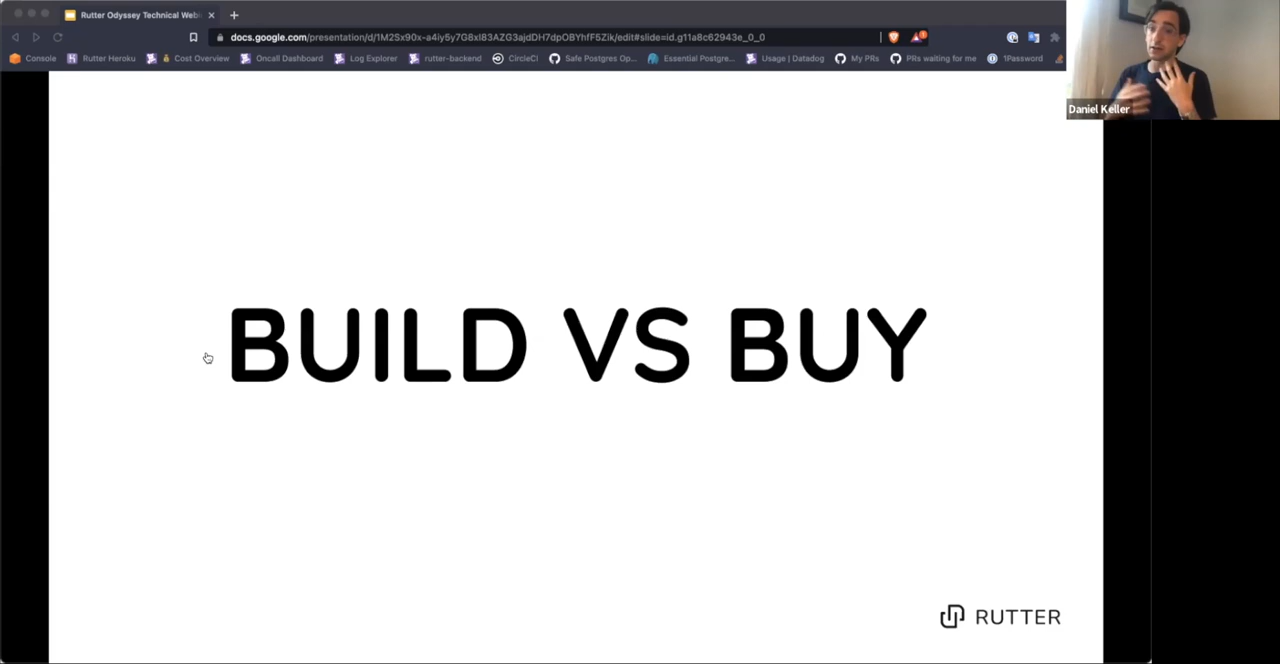 Rutter Odyssey Technical Web
docs.google.com/presentation/d/1M2Sx90x-a4iy5y7G8xI83AZG3ajdDH7dpOBYhfF5Zik/edit#slide=id.g11a8c62943e_0_0
Console Rutter Heroku Cost Overview Oncall Dashboard Log Explorer rutter-backend CircleCI Safe Postgres Op... Essential Postgre... Usage | Datadog My PRs PRs waiting for me 1Password
Daniel Keller
BUILD VS BUY
RUTTER